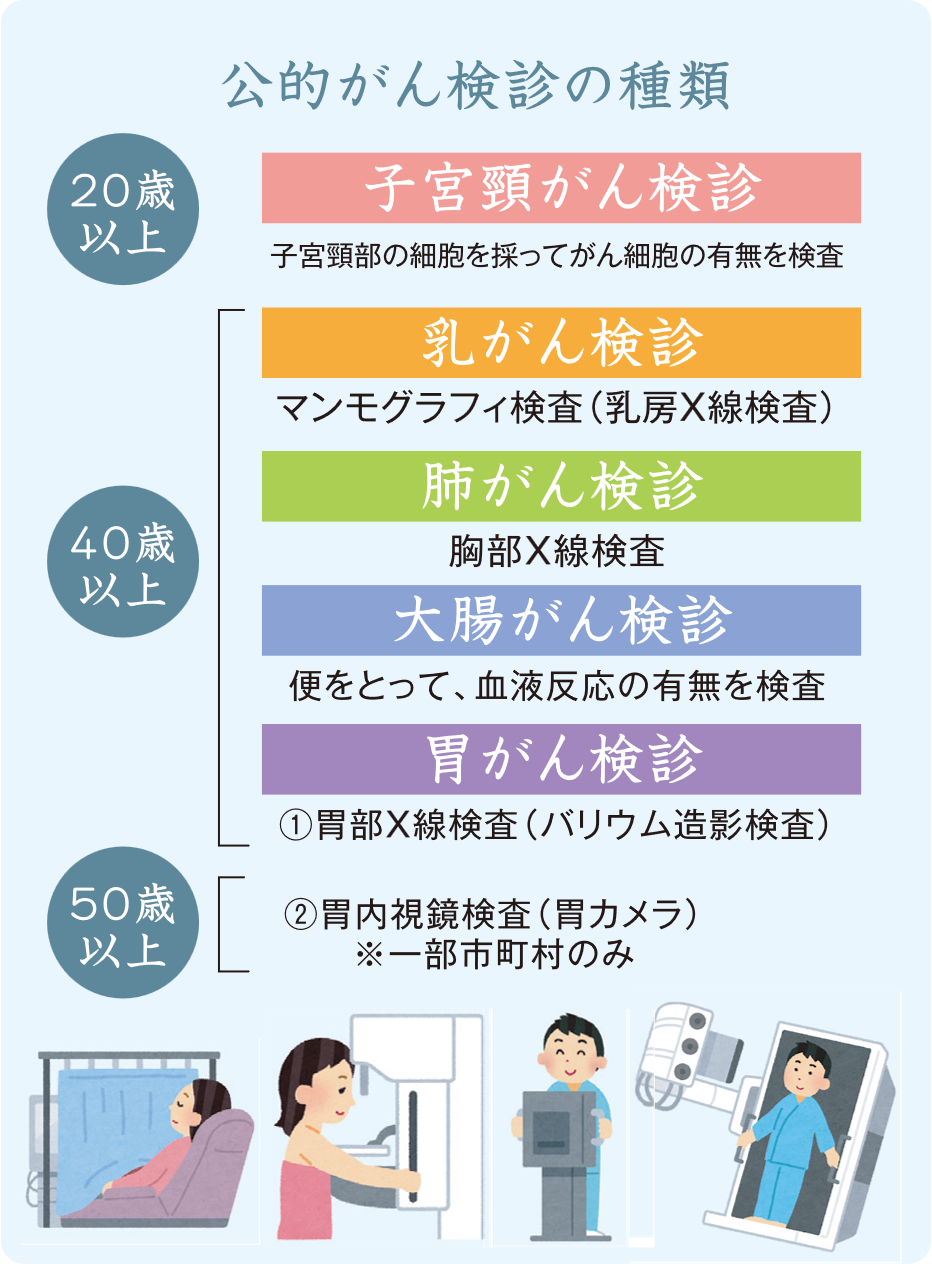 公的がん検診の種類
20歳
以上
子宮頸がん検診
子宮頸部の細胞を採ってがん細胞の有無を検査
40歳
以上
乳がん検診
マンモグラフィ検査（乳房X線検査）
肺がん検診
胸部X線検査
大腸がん検診
便をとって、血液反応の有無を検査
胃がん検診
①胃部X線検査（バリウム造影検査）
50歳
以上
②胃内視鏡検査（胃カメラ）
※一部市町村のみ